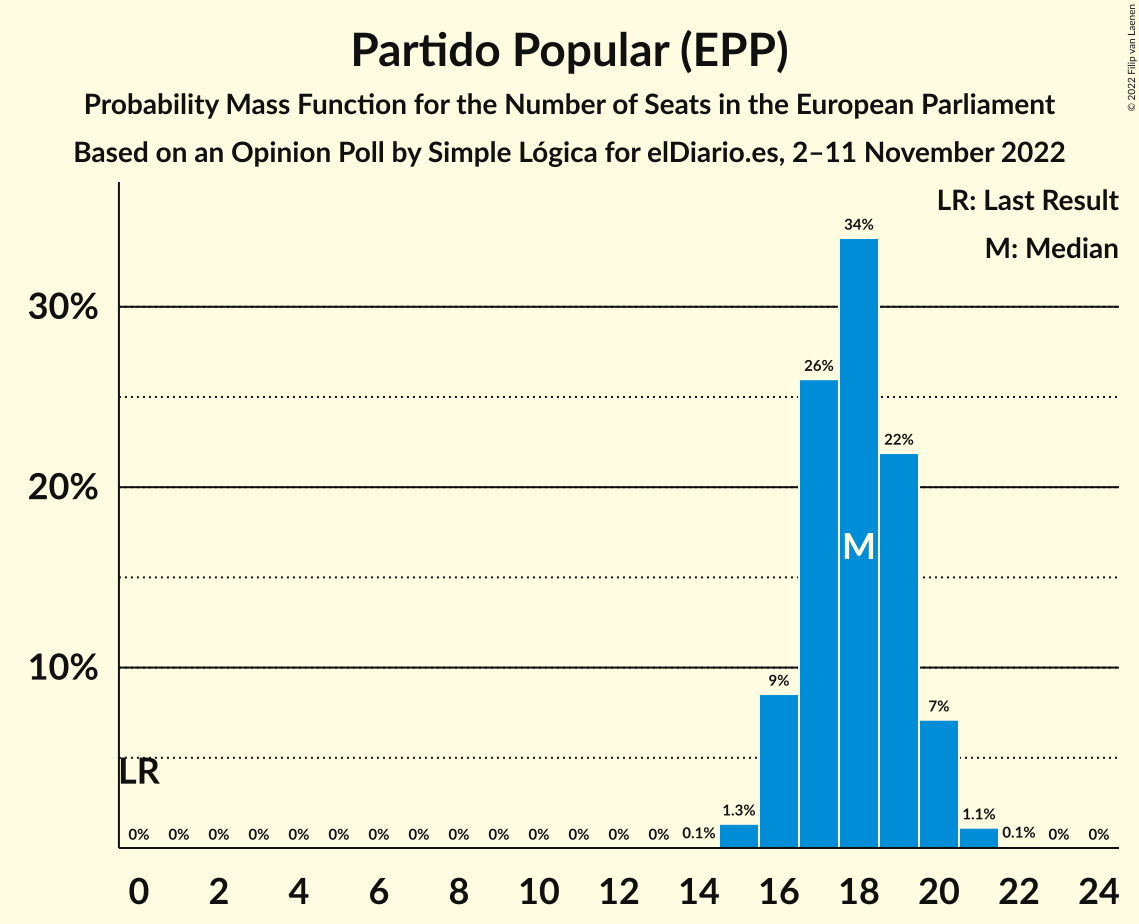 Partido Popular (EPP)
Probability Mass Function for the Number of Seats in the European Parliament
Based on an Opinion Poll by Simple Lógica for elDiario.es, 2–11 November 2022
© 2022 Filip van Laenen
LR: Last Result
M: Median
34%
30%
26%
22%
20%
M
10%
9%
7%
LR
1.3%
1.1%
0% 0% 0% 0% 0% 0% 0% 0% 0% 0% 0% 0% 0% 0% 0.1% 0.1% 0% 0%
0 2 4 6 8 10 12 14 16 18 20 22 24